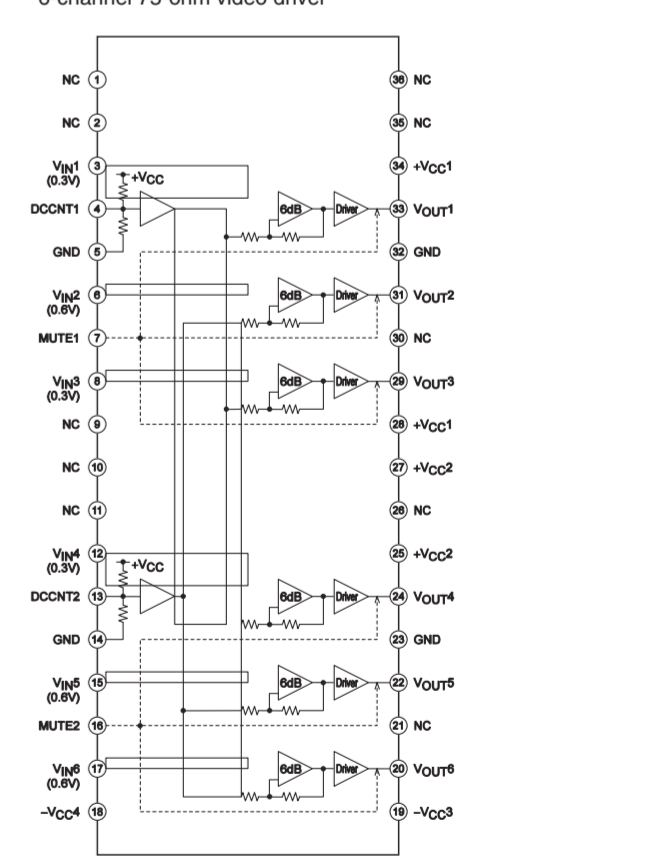 6-channel 75-ohm video driver
NC 1
36 NC
NC 2
35 NC
VIN1 3
(0.3V)
+VCC
34 +VCC1
DCCNT1 4
6dB
Driver
33 VOUT1
GND 5
32 GND
VIN2 6
(0.6V)
6dB
Driver
31 VOUT2
MUTE1 7
30 NC
VIN3 8
(0.3V)
6dB
Driver
29 VOUT3
NC 9
28 +VCC1
NC 10
27 +VCC2
NC 11
26 NC
VIN4 12
(0.3V)
+VCC
25 +VCC2
DCCNT2 13
6dB
Driver
24 VOUT4
GND 14
23 GND
VIN5 15
(0.6V)
6dB
Driver
22 VOUT5
MUTE2 16
21 NC
VIN6 17
(0.6V)
6dB
Driver
20 VOUT6
–VCC4 18
19 –VCC3